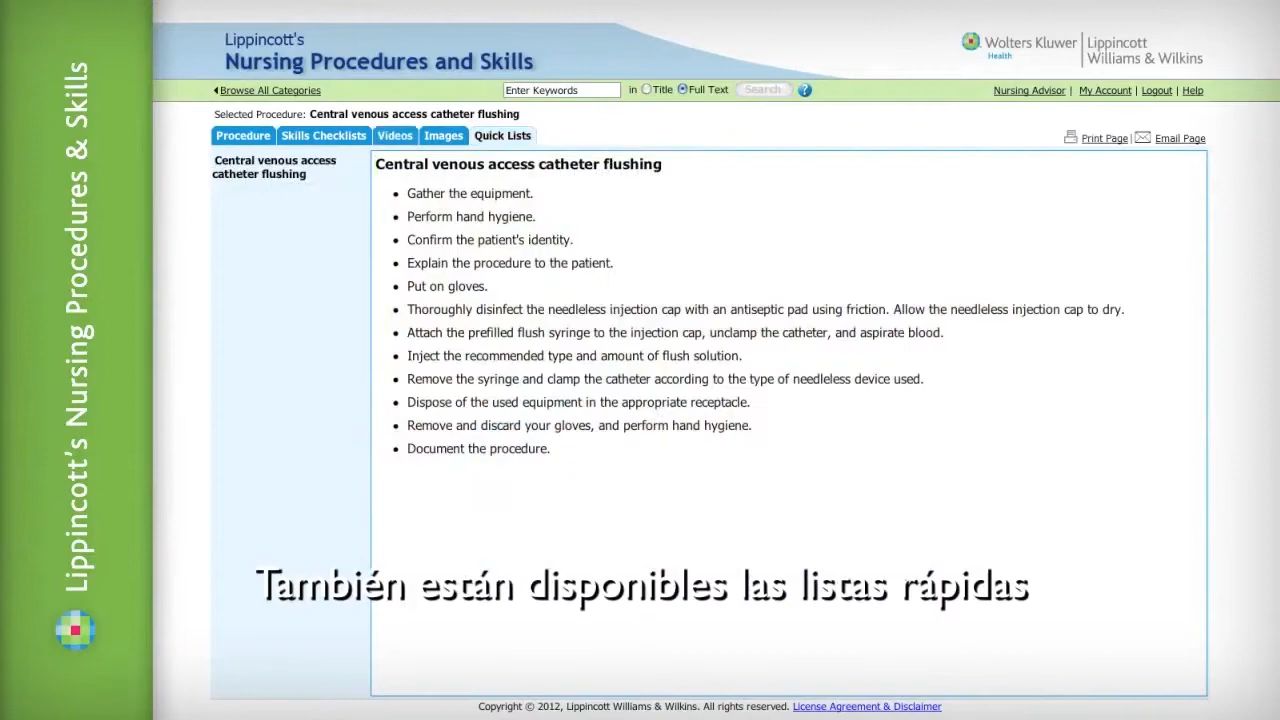 Lippincott's Nursing Procedures & Skills
Lippincott's
Nursing Procedures and Skills
Wolters Kluwer
Health
Lippincott
Williams & Wilkins
Browse All Categories
Enter Keywords in Title Full Text Search ?
Nursing Advisor | My Account | Logout | Help
Selected Procedure: Central venous access catheter flushing
Procedure Skills Checklists Videos Images Quick Lists
Print Page | Email Page
Central venous access
catheter flushing
Central venous access catheter flushing
• Gather the equipment.
• Perform hand hygiene.
• Confirm the patient's identity.
• Explain the procedure to the patient.
• Put on gloves.
• Thoroughly disinfect the needleless injection cap with an antiseptic pad using friction. Allow the needleless injection cap to dry.
• Attach the prefilled flush syringe to the injection cap, unclamp the catheter, and aspirate blood.
• Inject the recommended type and amount of flush solution.
• Remove the syringe and clamp the catheter according to the type of needleless device used.
• Dispose of the used equipment in the appropriate receptacle.
• Remove and discard your gloves, and perform hand hygiene.
• Document the procedure.
También están disponibles las listas rápidas
Copyright © 2012, Lippincott Williams & Wilkins. All rights reserved. License Agreement & Disclaimer